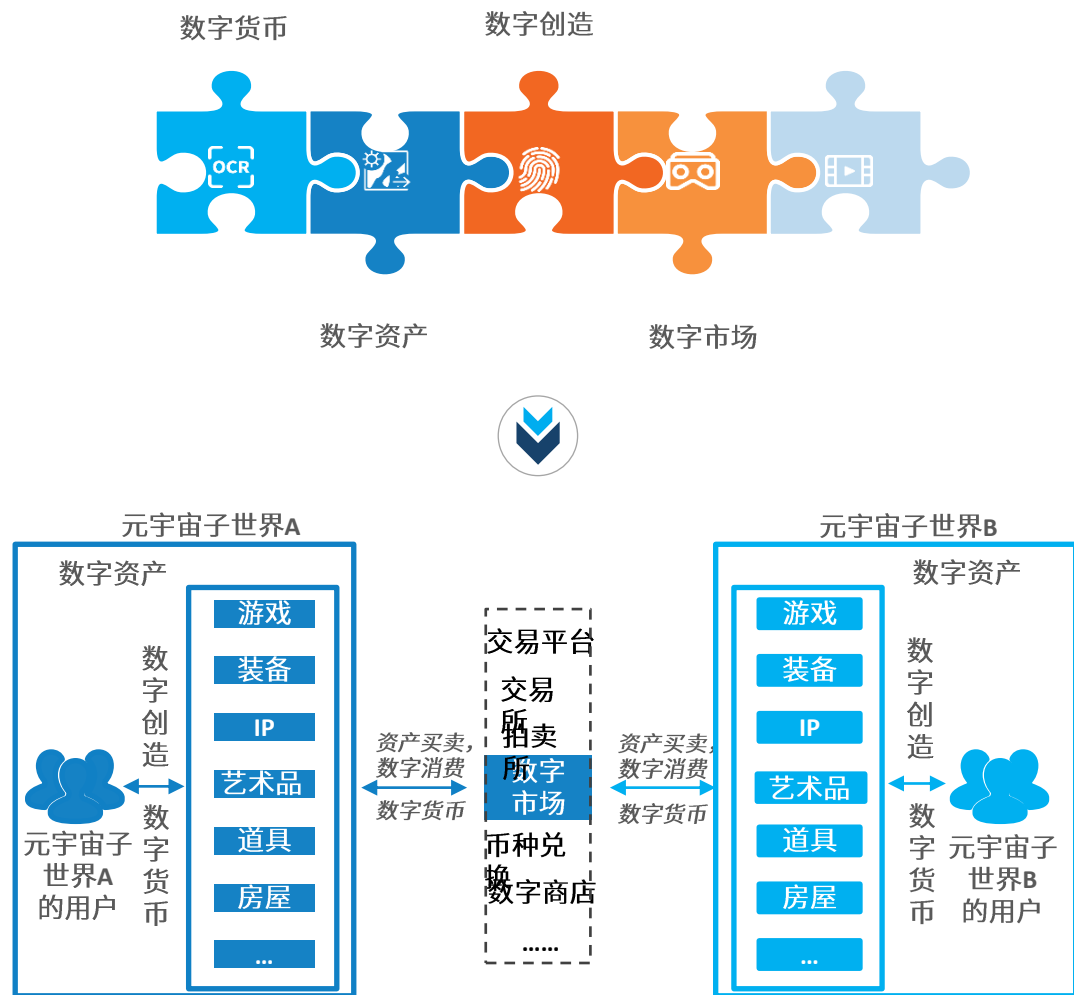 数字货币
数字创造
OCR
数字资产
数字市场
元宇宙子世界A
数字资产
数字创造
数字货币
元宇宙子
世界A
的用户
游戏
装备
IP
艺术品
道具
房屋
...
资产买卖，
数字消费
数字货币
交易平台
交易
所
拍卖
所
数字
市场
币种兑
换
数字商店
……
资产买卖，
数字消费
数字货币
元宇宙子世界B
数字资产
游戏
装备
IP
艺术品
道具
房屋
...
数字创造
数字货币
元宇宙子
世界B
的用户